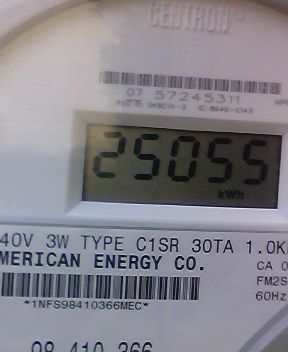 CENTRON®
07 57245311
25055
kWh
40V 3W TYPE C1SR 30TA 1.0K
MERICAN ENERGY CO.
CA 0
FM2S
*1NFS98410366MEC*
60Hz
98 410 366